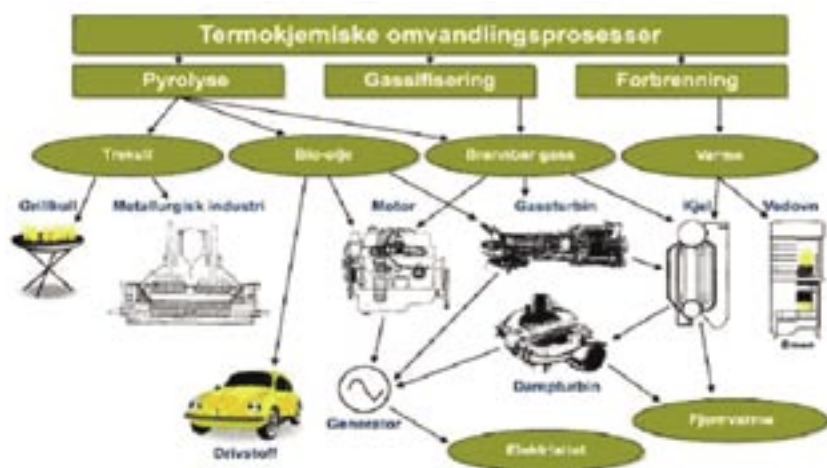 Termokjemiske omvandlingsprosesser
Pyrolyse
Gassifisering
Forbrenning
Trekull
Bio-olje
Brennbar gass
Varme
Grillkull
Metallurgisk industri
Motor
Gassturbin
Kjel
Vedovn
Dampturbin
Drivstoff
Generator
Fjernvarme
Elektrisitet